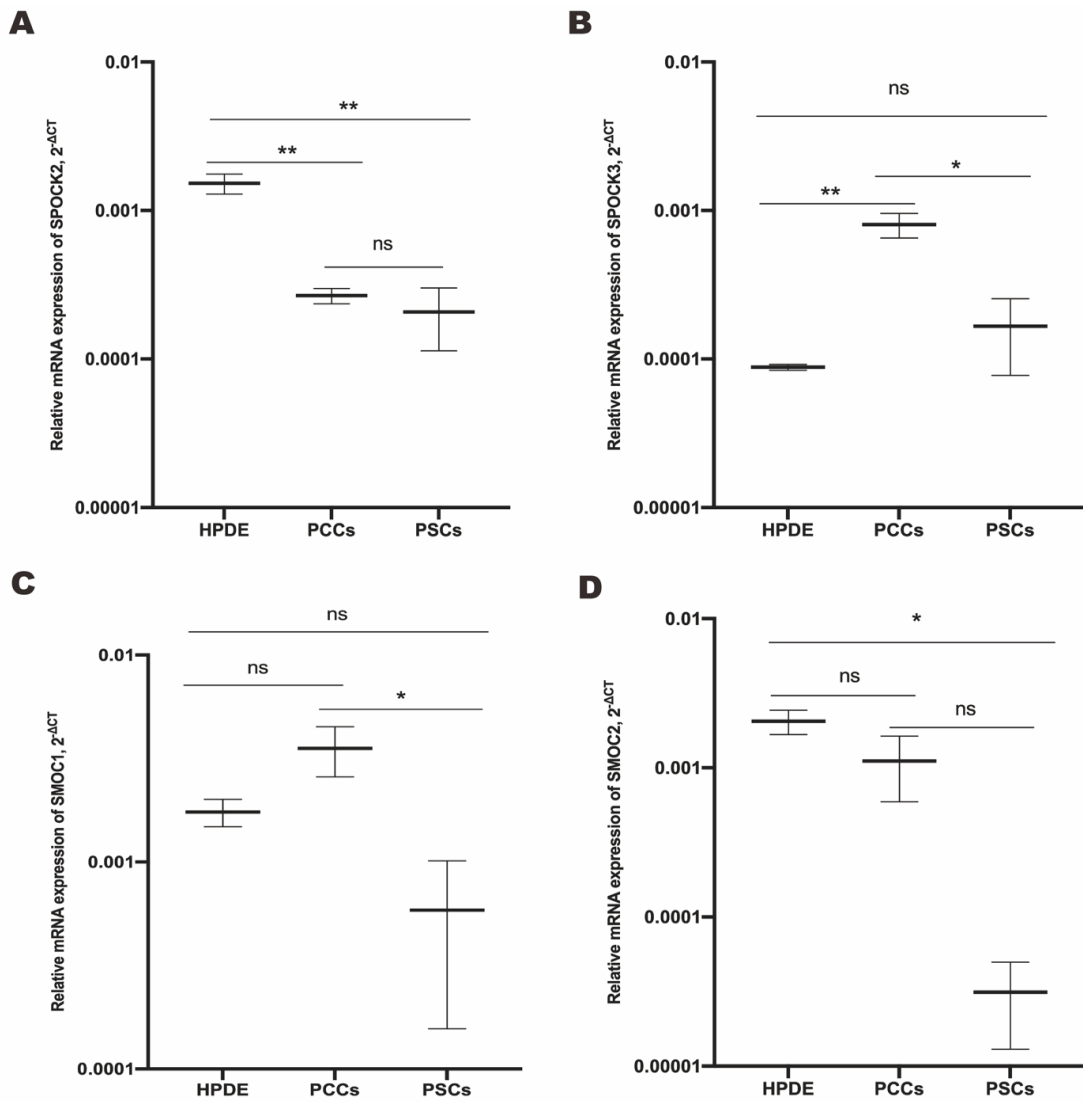 A
Relative mRNA expression of SPOCK2, 2-ΔCT
0.01
0.001
0.0001
0.00001
**
**
ns
HPDE PCCs PSCs
B
Relative mRNA expression of SPOCK3, 2-ΔCT
0.01
0.001
0.0001
0.00001
ns
*
**
HPDE PCCs PSCs
C
Relative mRNA expression of SMOC1, 2-ΔCT
0.01
0.001
0.0001
ns
ns
*
HPDE PCCs PSCs
D
Relative mRNA expression of SMOC2, 2-ΔCT
0.01
0.001
0.0001
0.00001
*
ns
ns
HPDE PCCs PSCs